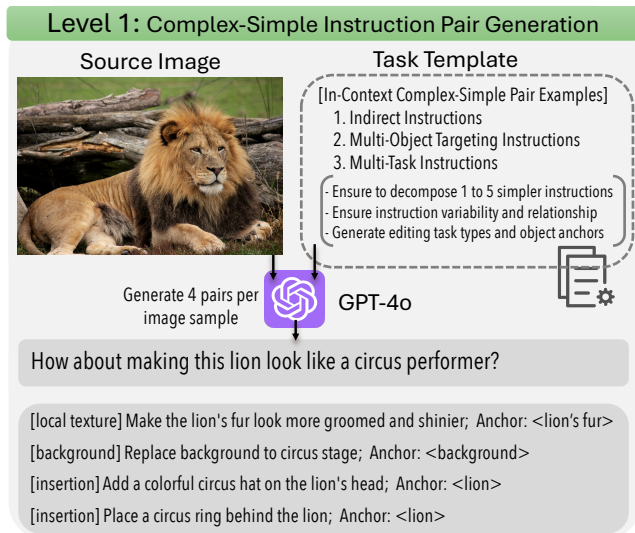 Level 1: Complex-Simple Instruction Pair Generation
Source Image
Task Template
[In-Context Complex-Simple Pair Examples]
1. Indirect Instructions
2. Multi-Object Targeting Instructions
3. Multi-Task Instructions
- Ensure to decompose 1 to 5 simpler instructions
- Ensure instruction variability and relationship
- Generate editing task types and object anchors
Generate 4 pairs per
image sample
GPT-4o
How about making this lion look like a circus performer?
[local texture] Make the lion's fur look more groomed and shinier; Anchor: <lion's fur>
[background] Replace background to circus stage; Anchor: <background>
[insertion] Add a colorful circus hat on the lion's head; Anchor: <lion>
[insertion] Place a circus ring behind the lion; Anchor: <lion>